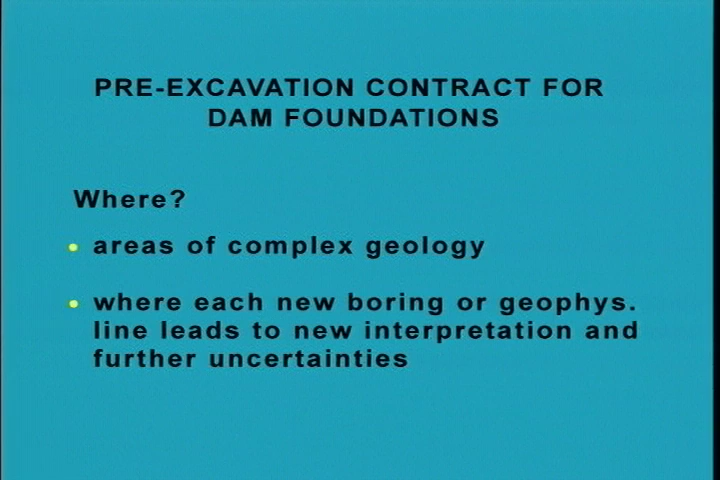 PRE-EXCAVATION CONTRACT FOR
DAM FOUNDATIONS
Where?
• areas of complex geology
• where each new boring or geophys.
line leads to new interpretation and
further uncertainties